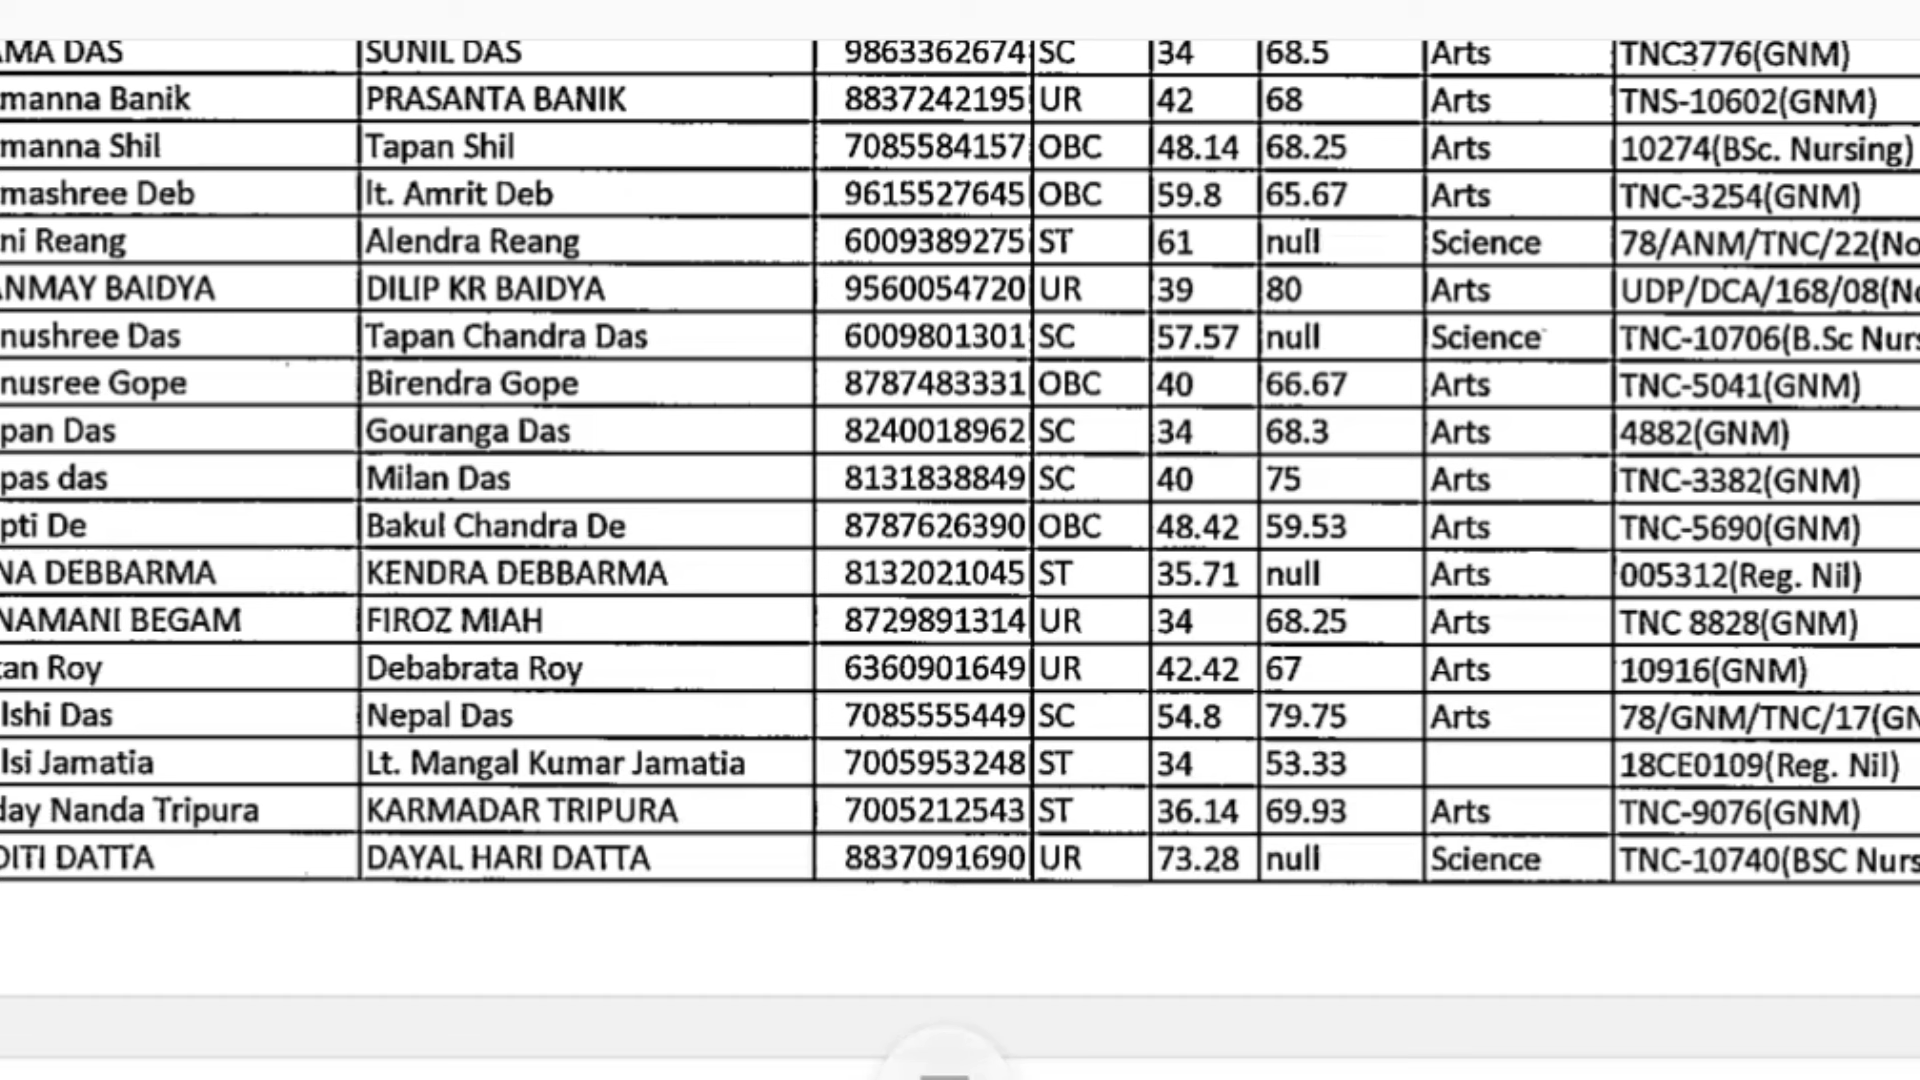 AMA DAS SUNIL DAS 9863362674 SC 34 68.5 Arts TNC3776(GNM)
manna Banik PRASANTA BANIK 8837242195 UR 42 68 Arts TNS-10602(GNM)
manna Shil Tapan Shil 7085584157 OBC 48.14 68.25 Arts 10274(BSc. Nursing)
mashree Deb lt. Amrit Deb 9615527645 OBC 59.8 65.67 Arts TNC-3254(GNM)
ni Reang Alendra Reang 6009389275 ST 61 null Science 78/ANM/TNC/22(No
ANMAY BAIDYA DILIP KR BAIDYA 9560054720 UR 39 80 Arts UDP/DCA/168/08(No
nushree Das Tapan Chandra Das 6009801301 SC 57.57 null Science TNC-10706(B.Sc Nurs
nusree Gope Birendra Gope 8787483331 OBC 40 66.67 Arts TNC-5041(GNM)
pan Das Gouranga Das 8240018962 SC 34 68.3 Arts 4882(GNM)
pas das Milan Das 8131838849 SC 40 75 Arts TNC-3382(GNM)
pti De Bakul Chandra De 8787626390 OBC 48.42 59.53 Arts TNC-5690(GNM)
NA DEBBARMA KENDRA DEBBARMA 8132021045 ST 35.71 null Arts 005312(Reg. Nil)
NAMANI BEGAM FIROZ MIAH 8729891314 UR 34 68.25 Arts TNC 8828(GNM)
tan Roy Debabrata Roy 6360901649 UR 42.42 67 Arts 10916(GNM)
lshi Das Nepal Das 7085555449 SC 54.8 79.75 Arts 78/GNM/TNC/17(GN
lsi Jamatia Lt. Mangal Kumar Jamatia 7005953248 ST 34 53.33 18CE0109(Reg. Nil)
day Nanda Tripura KARMADAR TRIPURA 7005212543 ST 36.14 69.93 Arts TNC-9076(GNM)
DITI DATTA DAYAL HARI DATTA 8837091690 UR 73.28 null Science TNC-10740(BSC Nurs